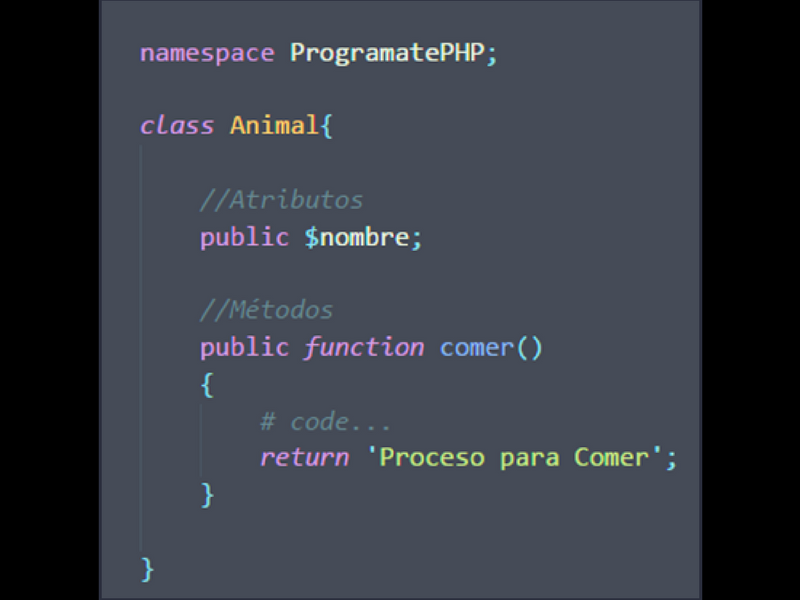 namespace ProgramatePHP;
class Animal{
//Atributos
public $nombre;
//Métodos
public function comer()
{
# code...
return 'Proceso para Comer';
}
}